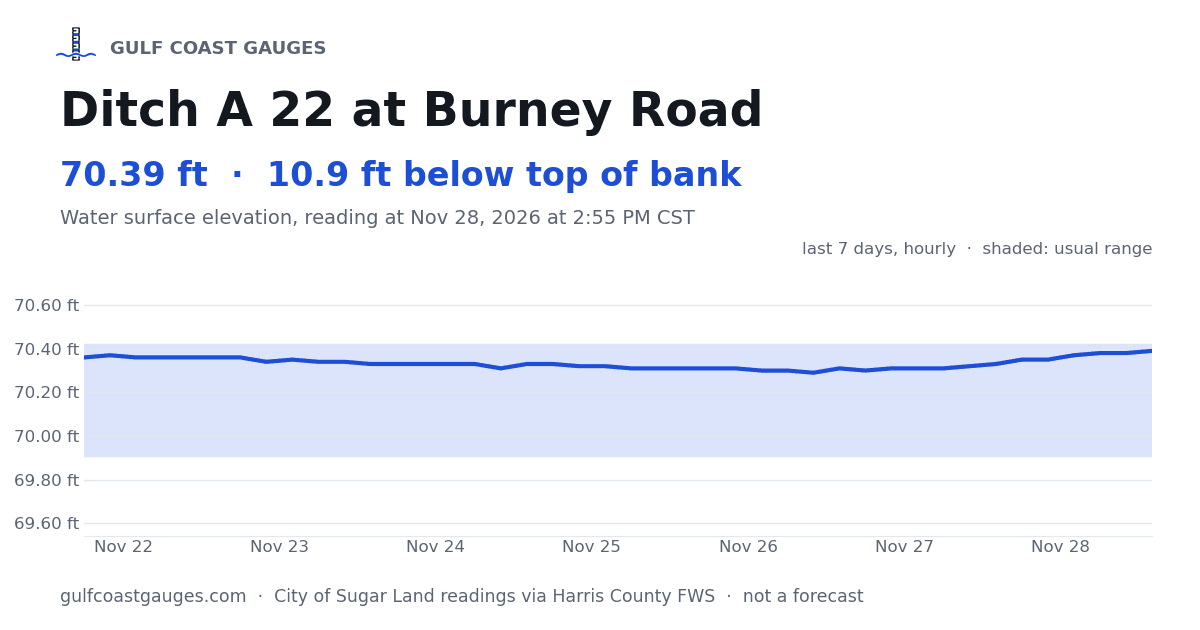 GULF COAST GAUGES
Ditch A 22 at Burney Road
70.39 ft · 10.9 ft below top of bank
Water surface elevation, reading at Nov 28, 2026 at 2:55 PM CST
last 7 days, hourly · shaded: usual range
70.60 ft
70.40 ft
70.20 ft
70.00 ft
69.80 ft
69.60 ft
Nov 22 Nov 23 Nov 24 Nov 25 Nov 26 Nov 27 Nov 28
gulfcoastgauges.com · City of Sugar Land readings via Harris County FWS · not a forecast